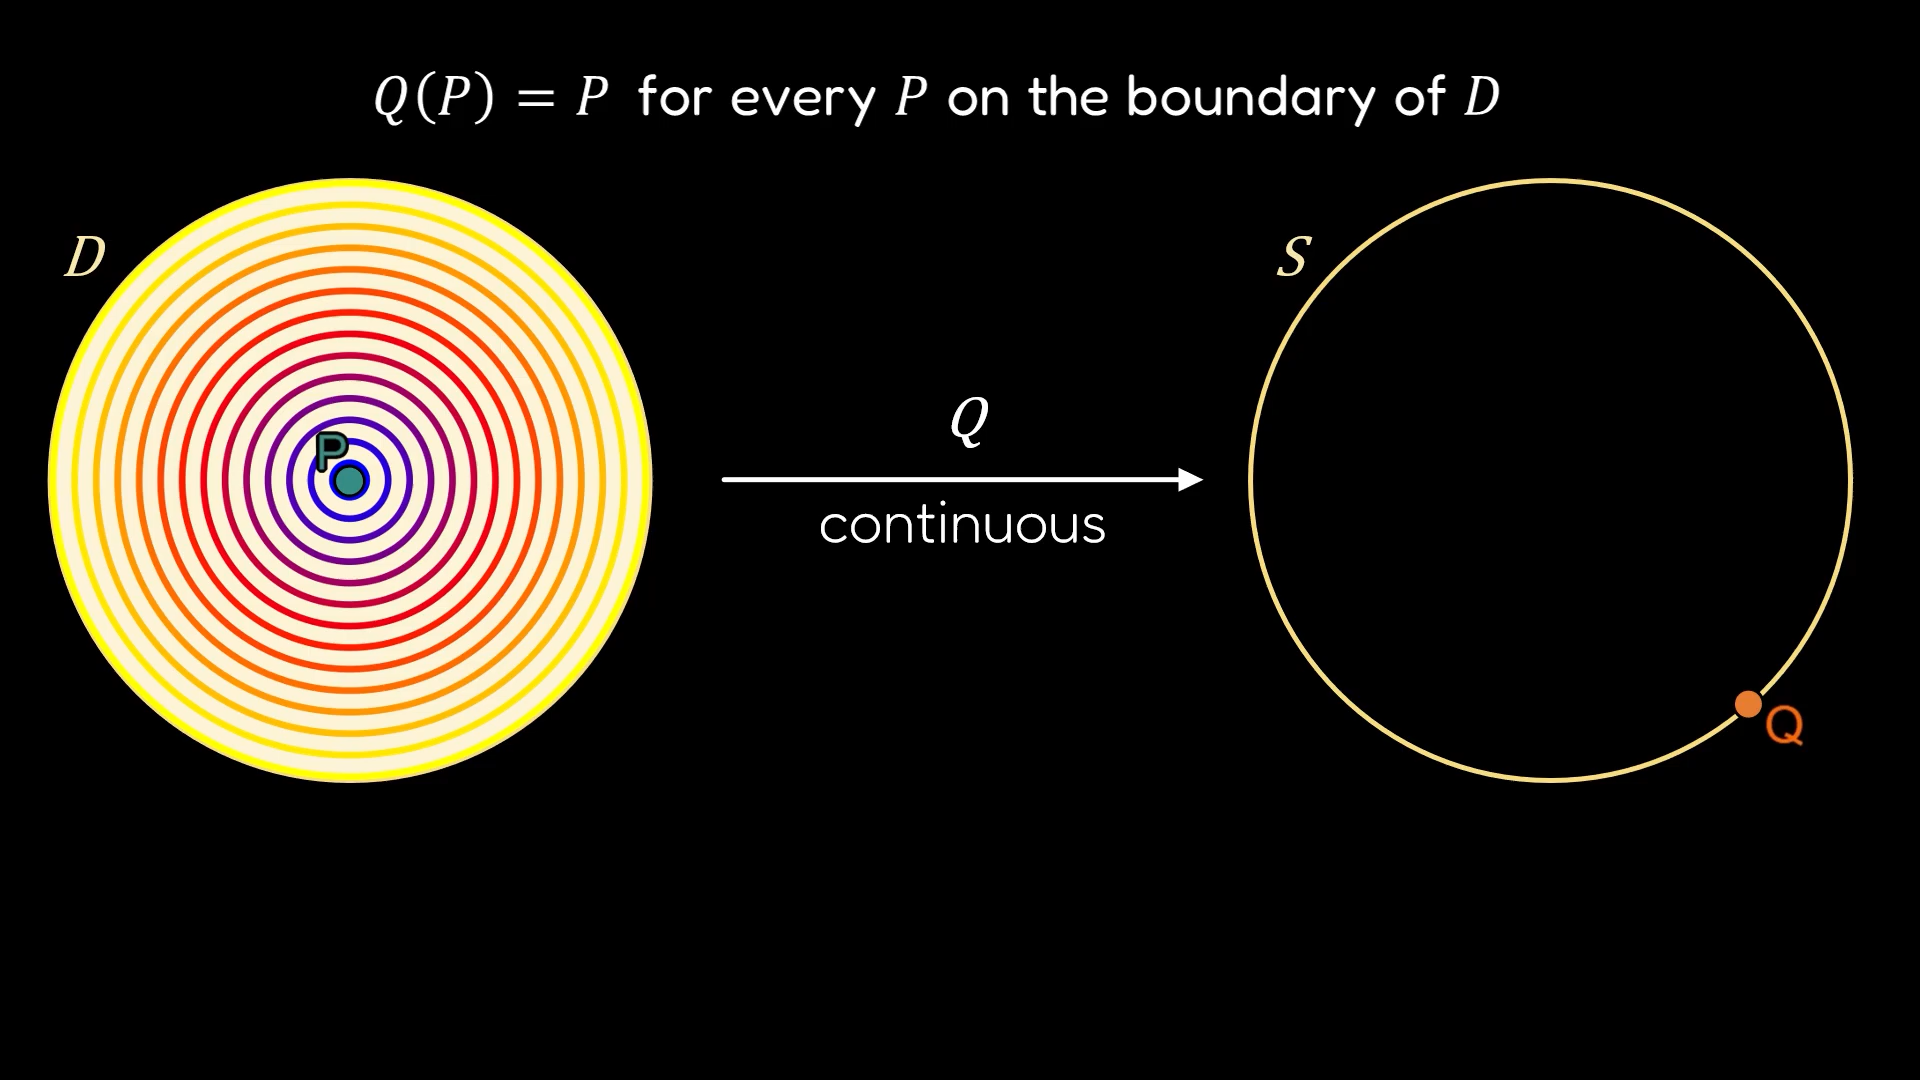 Q(P) = P for every P on the boundary of D
D
S
P
Q
continuous
Q